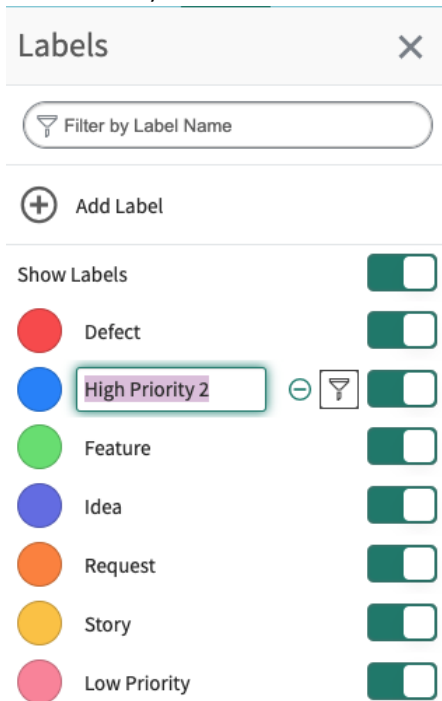 Labels
Filter by Label Name
Add Label
Show Labels
Defect
High Priority 2
Feature
Idea
Request
Story
Low Priority